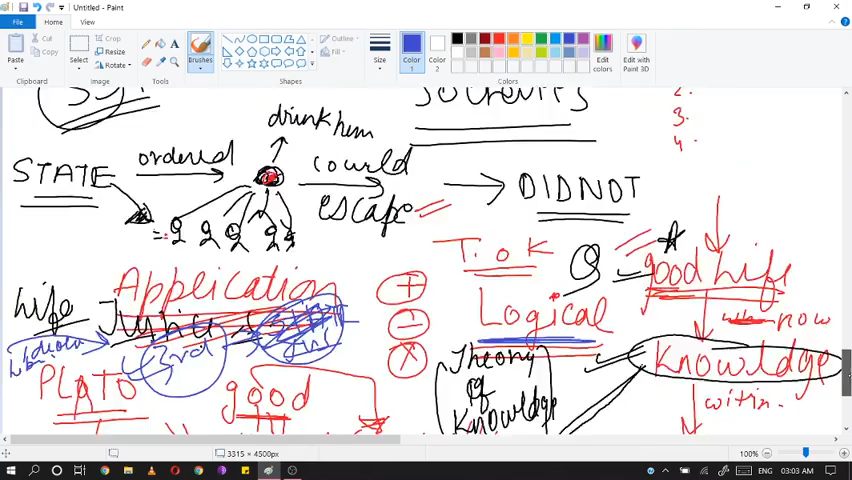 Untitled - Paint
File Home View
Paste Cut Copy Select Crop Resize Rotate Brushes Outline Fill Size Color 1 Color 2 Edit colors Edit with Paint 3D
Clipboard Image Tools Shapes Colors
2.
3.
4
drink hem
STATE ordered could escape DIDNOT
T. o K
good Life
Application
Life Justice
Logical
now
3rd
Theory of Knowledge
Knowledge
PLATO good
within.
3315 × 4500px 100%
ENG 03:03 AM